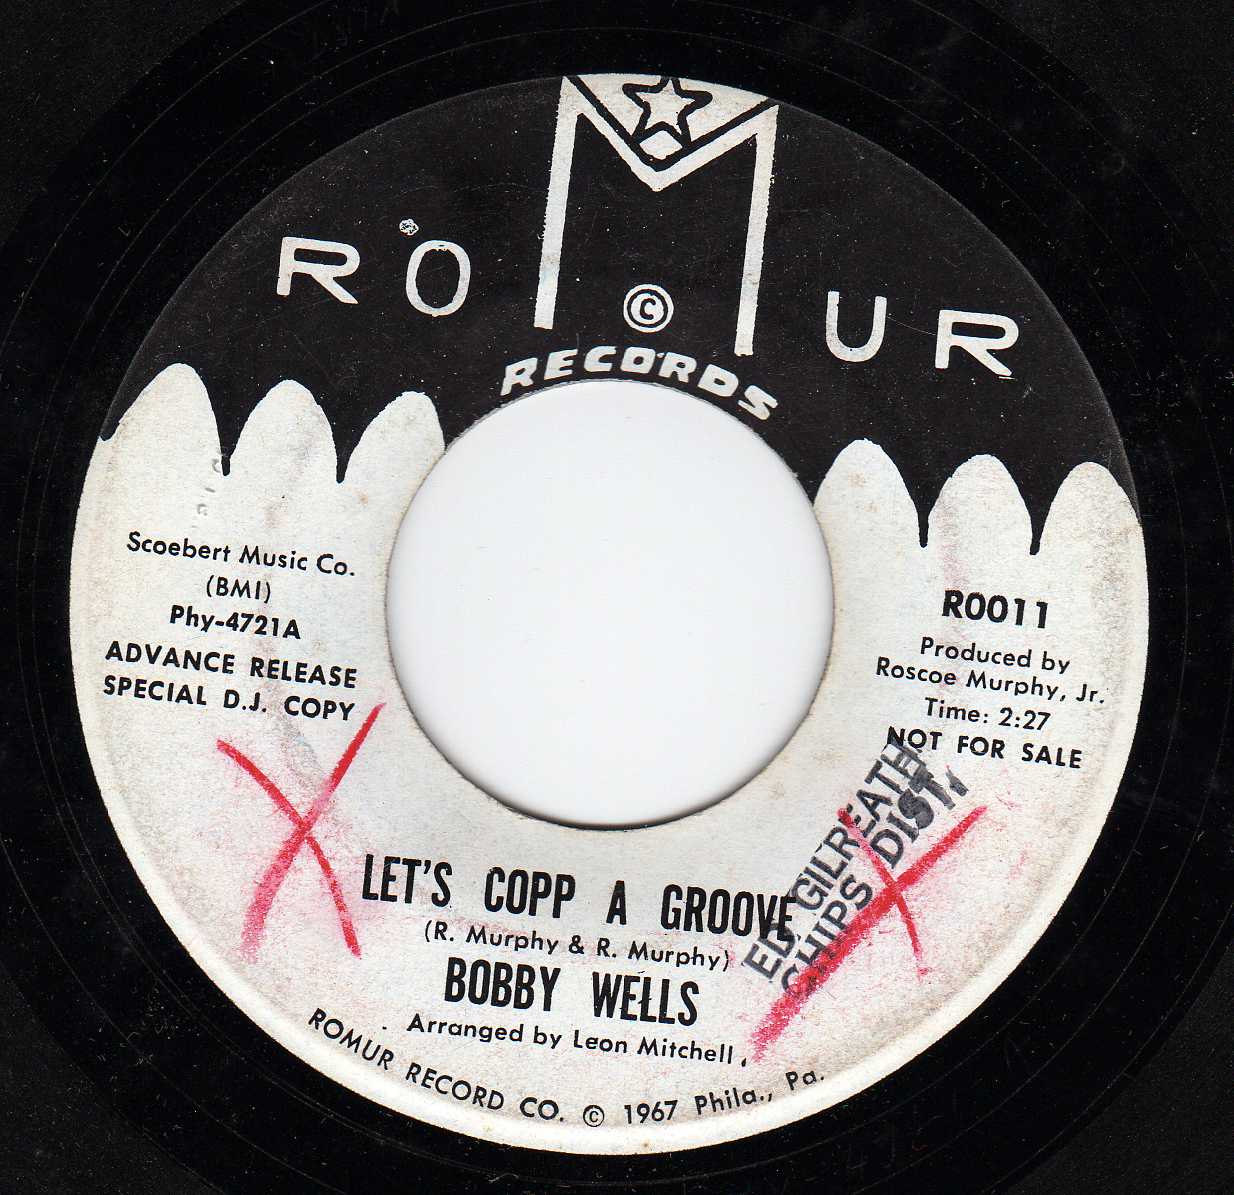 ROMUR
©
RECORDS
Scoebert Music Co.
(BMI)
Phy-4721A
ADVANCE RELEASE
SPECIAL D.J. COPY
R0011
Produced by
Roscoe Murphy, Jr.
Time: 2:27
NOT FOR SALE
ED GILREATH
CHIPS DIST.
LET'S COPP A GROOVE
(R. Murphy & R. Murphy)
BOBBY WELLS
Arranged by Leon Mitchell
ROMUR RECORD CO. © 1967 Phila., Pa.